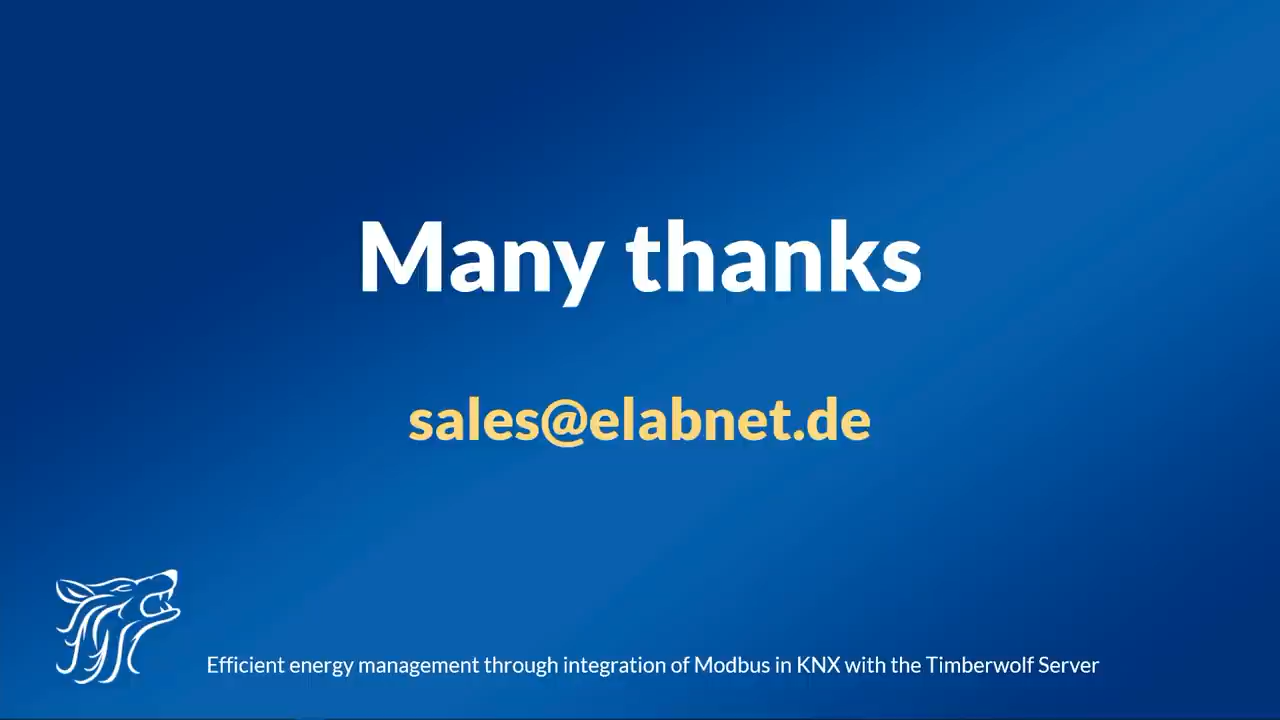 Many thanks
sales@elabnet.de
Efficient energy management through integration of Modbus in KNX with the Timberwolf Server